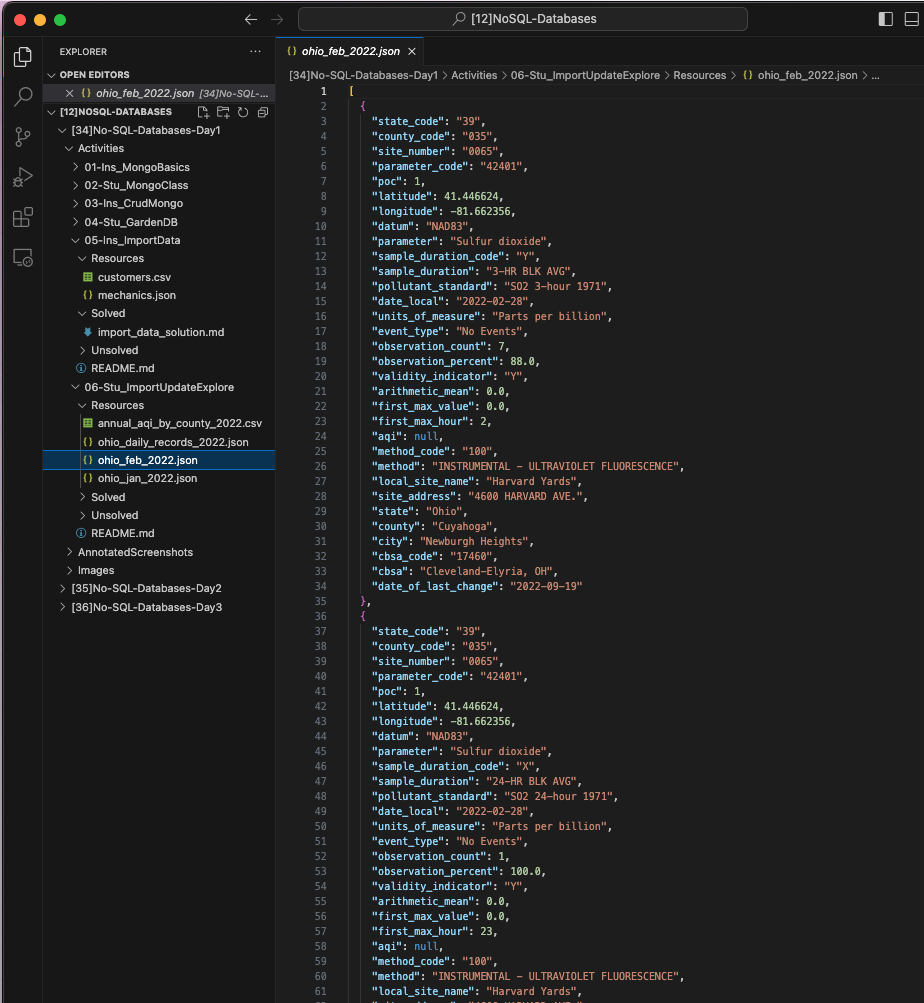 [12]NoSQL-Databases
EXPLORER
OPEN EDITORS
ohio_feb_2022.json [34]No-SQL-...
[12]NOSQL-DATABASES
[34]No-SQL-Databases-Day1
Activities
01-Ins_MongoBasics
02-Stu_MongoClass
03-Ins_CrudMongo
04-Stu_GardenDB
05-Ins_ImportData
Resources
customers.csv
mechanics.json
Solved
import_data_solution.md
Unsolved
README.md
06-Stu_ImportUpdateExplore
Resources
annual_aqi_by_county_2022.csv
ohio_daily_records_2022.json
ohio_feb_2022.json
ohio_jan_2022.json
Solved
Unsolved
README.md
AnnotatedScreenshots
Images
[35]No-SQL-Databases-Day2
[36]No-SQL-Databases-Day3
ohio_feb_2022.json
[34]No-SQL-Databases-Day1 > Activities > 06-Stu_ImportUpdateExplore > Resources > {} ohio_feb_2022.json > ...
1 [
2 {
3 "state_code": "39",
4 "county_code": "035",
5 "site_number": "0065",
6 "parameter_code": "42401",
7 "poc": 1,
8 "latitude": 41.446624,
9 "longitude": -81.662356,
10 "datum": "NAD83",
11 "parameter": "Sulfur dioxide",
12 "sample_duration_code": "Y",
13 "sample_duration": "3-HR BLK AVG",
14 "pollutant_standard": "SO2 3-hour 1971",
15 "date_local": "2022-02-28",
16 "units_of_measure": "Parts per billion",
17 "event_type": "No Events",
18 "observation_count": 7,
19 "observation_percent": 88.0,
20 "validity_indicator": "Y",
21 "arithmetic_mean": 0.0,
22 "first_max_value": 0.0,
23 "first_max_hour": 2,
24 "aqi": null,
25 "method_code": "100",
26 "method": "INSTRUMENTAL - ULTRAVIOLET FLUORESCENCE",
27 "local_site_name": "Harvard Yards",
28 "site_address": "4600 HARVARD AVE.",
29 "state": "Ohio",
30 "county": "Cuyahoga",
31 "city": "Newburgh Heights",
32 "cbsa_code": "17460",
33 "cbsa": "Cleveland-Elyria, OH",
34 "date_of_last_change": "2022-09-19"
35 },
36 {
37 "state_code": "39",
38 "county_code": "035",
39 "site_number": "0065",
40 "parameter_code": "42401",
41 "poc": 1,
42 "latitude": 41.446624,
43 "longitude": -81.662356,
44 "datum": "NAD83",
45 "parameter": "Sulfur dioxide",
46 "sample_duration_code": "X",
47 "sample_duration": "24-HR BLK AVG",
48 "pollutant_standard": "SO2 24-hour 1971",
49 "date_local": "2022-02-28",
50 "units_of_measure": "Parts per billion",
51 "event_type": "No Events",
52 "observation_count": 1,
53 "observation_percent": 100.0,
54 "validity_indicator": "Y",
55 "arithmetic_mean": 0.0,
56 "first_max_value": 0.0,
57 "first_max_hour": 23,
58 "aqi": null,
59 "method_code": "100",
60 "method": "INSTRUMENTAL - ULTRAVIOLET FLUORESCENCE",
61 "local_site_name": "Harvard Yards",